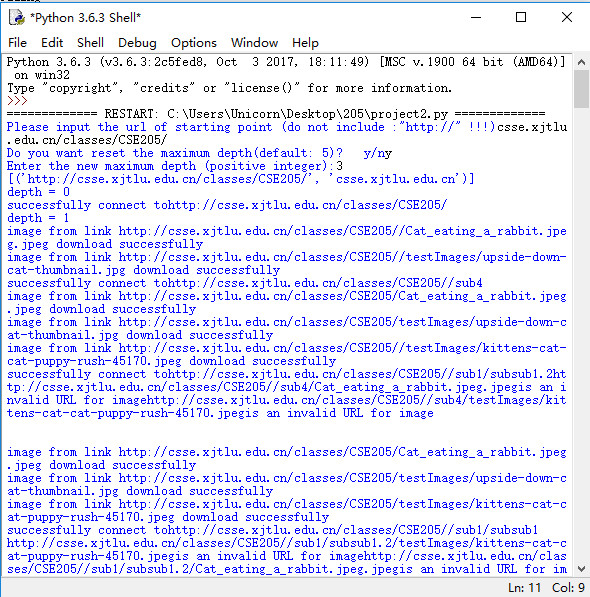 *Python 3.6.3 Shell*
File Edit Shell Debug Options Window Help
Python 3.6.3 (v3.6.3:2c5fed8, Oct  3 2017, 18:11:49) [MSC v.1900 64 bit (AMD64)]
 on win32
Type "copyright", "credits" or "license()" for more information.
>>>
============= RESTART: C:\Users\Unicorn\Desktop\205\project2.py =============
Please input the url of starting point (do not include :"http://" !!!)csse.xjtlu
.edu.cn/classes/CSE205/
Do you want reset the maximum depth(default: 5)?   y/ny
Enter the new maximum depth (positive integer):3
[('http://csse.xjtlu.edu.cn/classes/CSE205/', 'csse.xjtlu.edu.cn')]
depth = 0
successfully connect tohttp://csse.xjtlu.edu.cn/classes/CSE205/
depth = 1
image from link http://csse.xjtlu.edu.cn/classes/CSE205//Cat_eating_a_rabbit.jpe
g.jpeg download successfully
image from link http://csse.xjtlu.edu.cn/classes/CSE205//testImages/upside-down-
cat-thumbnail.jpg download successfully
successfully connect tohttp://csse.xjtlu.edu.cn/classes/CSE205//sub4
image from link http://csse.xjtlu.edu.cn/classes/CSE205/Cat_eating_a_rabbit.jpeg
.jpeg download successfully
image from link http://csse.xjtlu.edu.cn/classes/CSE205/testImages/upside-down-c
at-thumbnail.jpg download successfully
image from link http://csse.xjtlu.edu.cn/classes/CSE205//testImages/kittens-cat-
cat-puppy-rush-45170.jpeg download successfully
successfully connect tohttp://csse.xjtlu.edu.cn/classes/CSE205//sub1/subsub1.2ht
tp://csse.xjtlu.edu.cn/classes/CSE205//sub4/Cat_eating_a_rabbit.jpeg.jpegis an i
nvalid URL for imagehttp://csse.xjtlu.edu.cn/classes/CSE205//sub4/testImages/kit
tens-cat-cat-puppy-rush-45170.jpegis an invalid URL for image
image from link http://csse.xjtlu.edu.cn/classes/CSE205/Cat_eating_a_rabbit.jpeg
.jpeg download successfully
image from link http://csse.xjtlu.edu.cn/classes/CSE205/testImages/upside-down-c
at-thumbnail.jpg download successfully
image from link http://csse.xjtlu.edu.cn/classes/CSE205/testImages/kittens-cat-c
at-puppy-rush-45170.jpeg download successfully
successfully connect tohttp://csse.xjtlu.edu.cn/classes/CSE205//sub1/subsub1
http://csse.xjtlu.edu.cn/classes/CSE205//sub1/subsub1.2/testImages/kittens-cat-c
at-puppy-rush-45170.jpegis an invalid URL for imagehttp://csse.xjtlu.edu.cn/clas
ses/CSE205//sub1/subsub1.2/Cat_eating_a_rabbit.jpeg.jpegis an invalid URL for im
Ln: 11 Col: 9